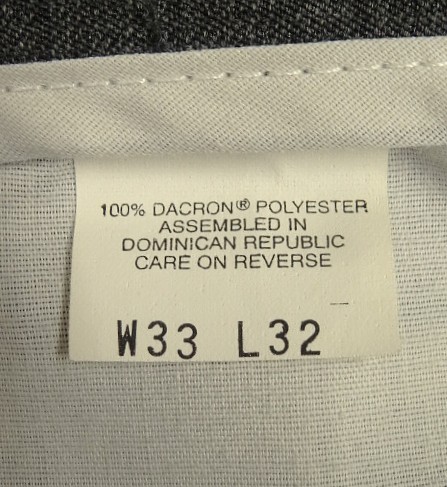 100% DACRON® POLYESTER
ASSEMBLED IN
DOMINICAN REPUBLIC
CARE ON REVERSE
W33 L32